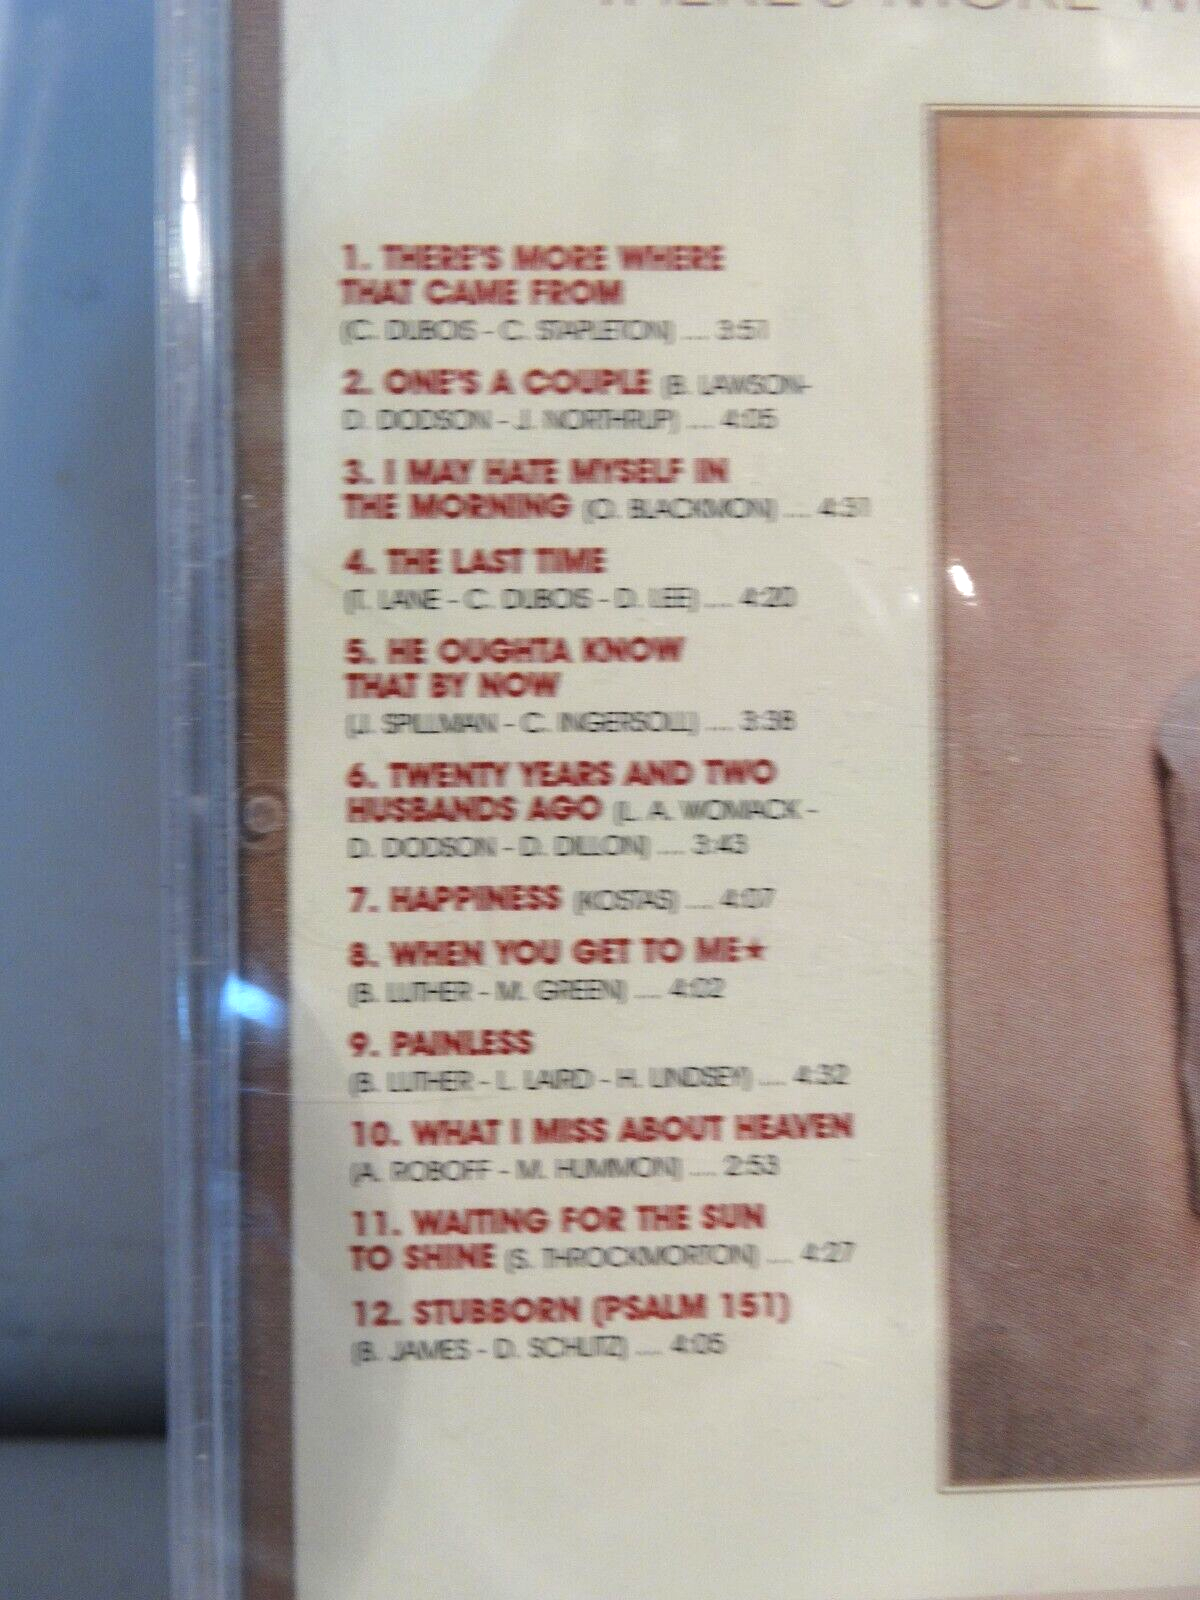 THERE'S MORE
1. THERE'S MORE WHERE
THAT CAME FROM
(C. DUBOIS - C. STAPLETON) .... 3:51
2. ONE'S A COUPLE (B. LAWSON-
D. DODSON - J. NORTHRUP) .... 4:05
3. I MAY HATE MYSELF IN
THE MORNING (O. BLACKMON) .... 4:31
4. THE LAST TIME
(T. LANE - C. DUBOIS - D. LEE) .... 4:20
5. HE OUGHTA KNOW
THAT BY NOW
(J. SPILLMAN - C. INGERSOLL) .... 3:38
6. TWENTY YEARS AND TWO
HUSBANDS AGO (L. A. WOMACK -
D. DODSON - D. DILLON) .... 3:43
7. HAPPINESS (KOSTAS) .... 4:07
8. WHEN YOU GET TO ME★
(B. LUTHER - M. GREEN) .... 4:02
9. PAINLESS
(B. LUTHER - L. LAIRD - H. LINDSEY) .... 4:32
10. WHAT I MISS ABOUT HEAVEN
(A. ROBOFF - M. HUMMON) .... 2:53
11. WAITING FOR THE SUN
TO SHINE (S. THROCKMORTON) .... 4:27
12. STUBBORN (PSALM 151)
(B. JAMES - D. SCHLITZ) .... 4:05